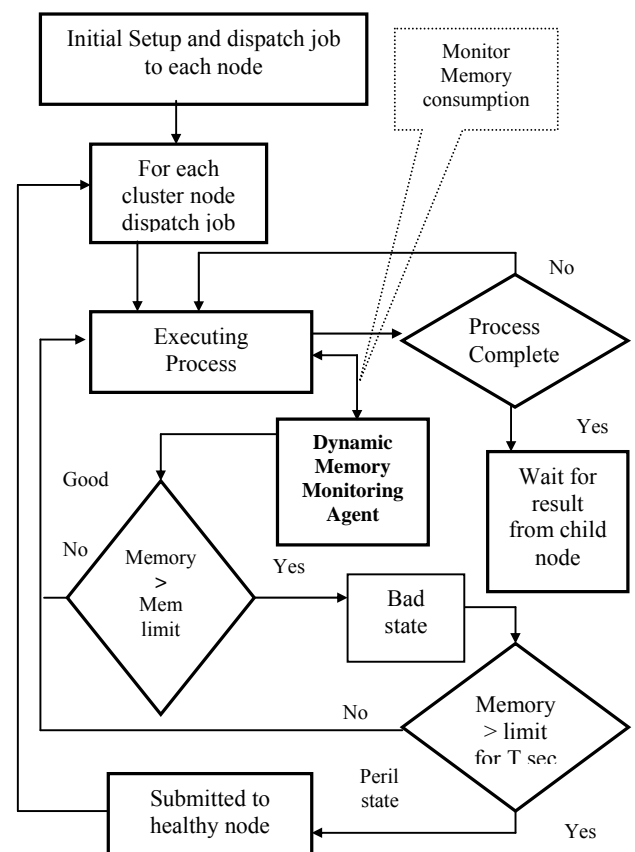 Initial Setup and dispatch job
to each node
Monitor
Memory
consumption
For each
cluster node
dispatch job
No
Executing
Process
Process
Complete
Yes
Dynamic
Memory
Monitoring
Agent
Wait for
result
from child
node
Good
No
Memory
>
Mem
limit
Yes
Bad
state
No
Memory
> limit
for T sec
Peril
state
Submitted to
healthy node
Yes